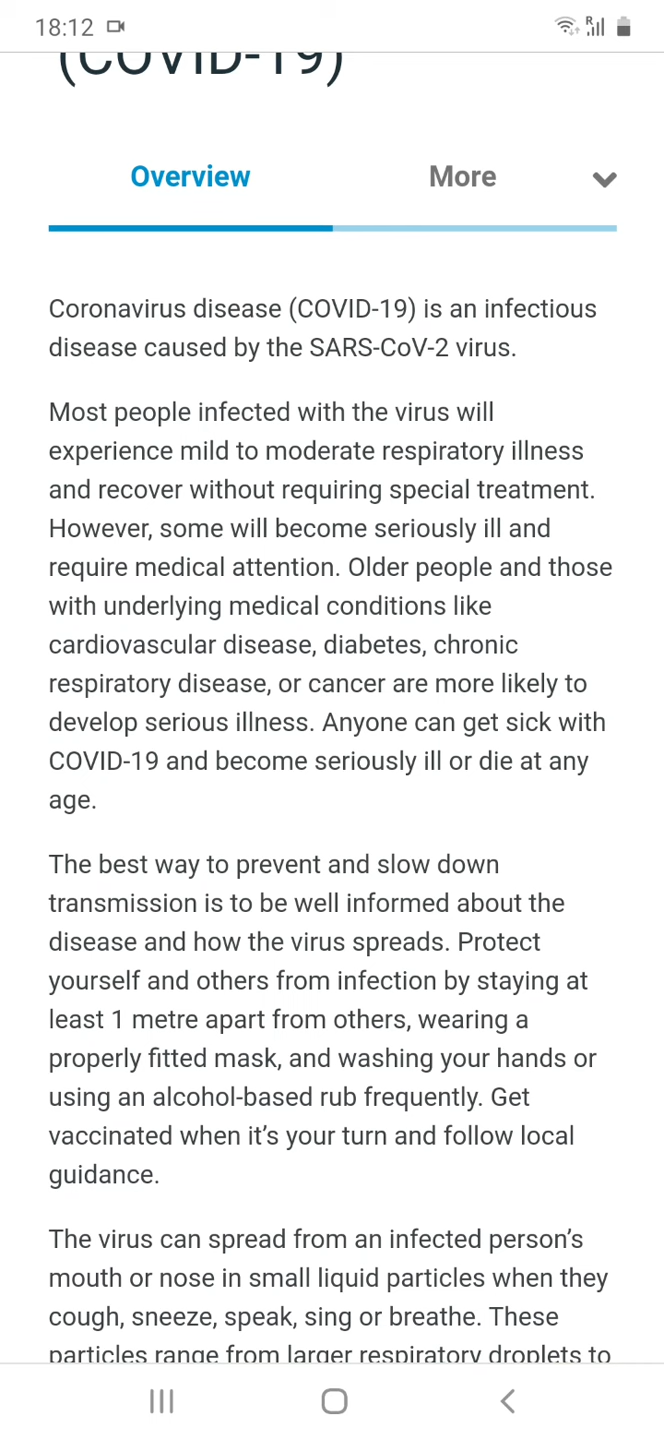 18:12
R
(COVID-19)
Overview
More
Coronavirus disease (COVID-19) is an infectious
disease caused by the SARS-CoV-2 virus.
Most people infected with the virus will
experience mild to moderate respiratory illness
and recover without requiring special treatment.
However, some will become seriously ill and
require medical attention. Older people and those
with underlying medical conditions like
cardiovascular disease, diabetes, chronic
respiratory disease, or cancer are more likely to
develop serious illness. Anyone can get sick with
COVID-19 and become seriously ill or die at any
age.
The best way to prevent and slow down
transmission is to be well informed about the
disease and how the virus spreads. Protect
yourself and others from infection by staying at
least 1 metre apart from others, wearing a
properly fitted mask, and washing your hands or
using an alcohol-based rub frequently. Get
vaccinated when it’s your turn and follow local
guidance.
The virus can spread from an infected person’s
mouth or nose in small liquid particles when they
cough, sneeze, speak, sing or breathe. These
particles range from larger respiratory droplets to